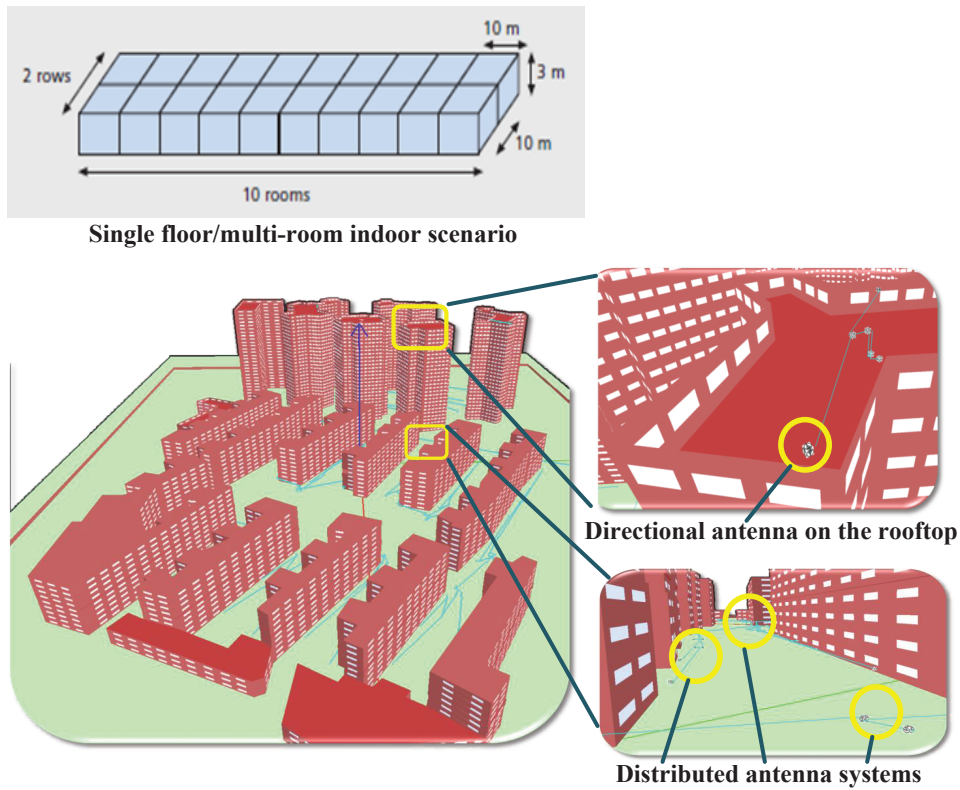 10 m
2 rows
3 m
10 m
10 rooms
Single floor/multi-room indoor scenario
Directional antenna on the rooftop
Distributed antenna systems